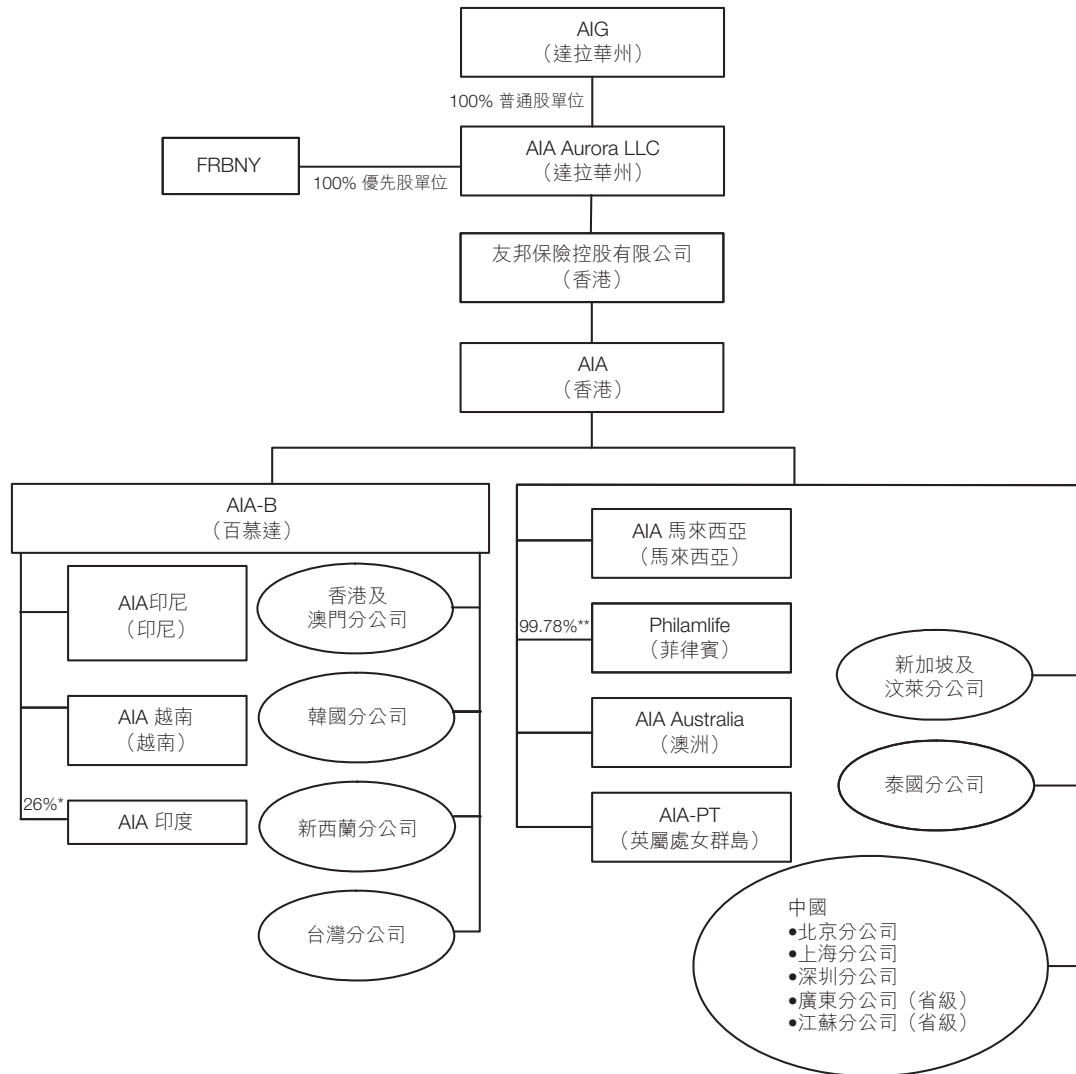 AIG
（達拉華州）
100% 普通股單位
FRBNY
100% 優先股單位
AIA Aurora LLC
（達拉華州）
友邦保險控股有限公司
（香港）
AIA
（香港）
AIA-B
（百慕達）
AIA印尼
（印尼）
香港及
澳門分公司
AIA 越南
（越南）
韓國分公司
26%*
AIA 印度
新西蘭分公司
台灣分公司
AIA 馬來西亞
（馬來西亞）
99.78%**
Philamlife
（菲律賓）
AIA Australia
（澳洲）
AIA-PT
（英屬處女群島）
新加坡及
汶萊分公司
泰國分公司
中國
●北京分公司
●上海分公司
●深圳分公司
●廣東分公司（省級）
●江蘇分公司（省級）